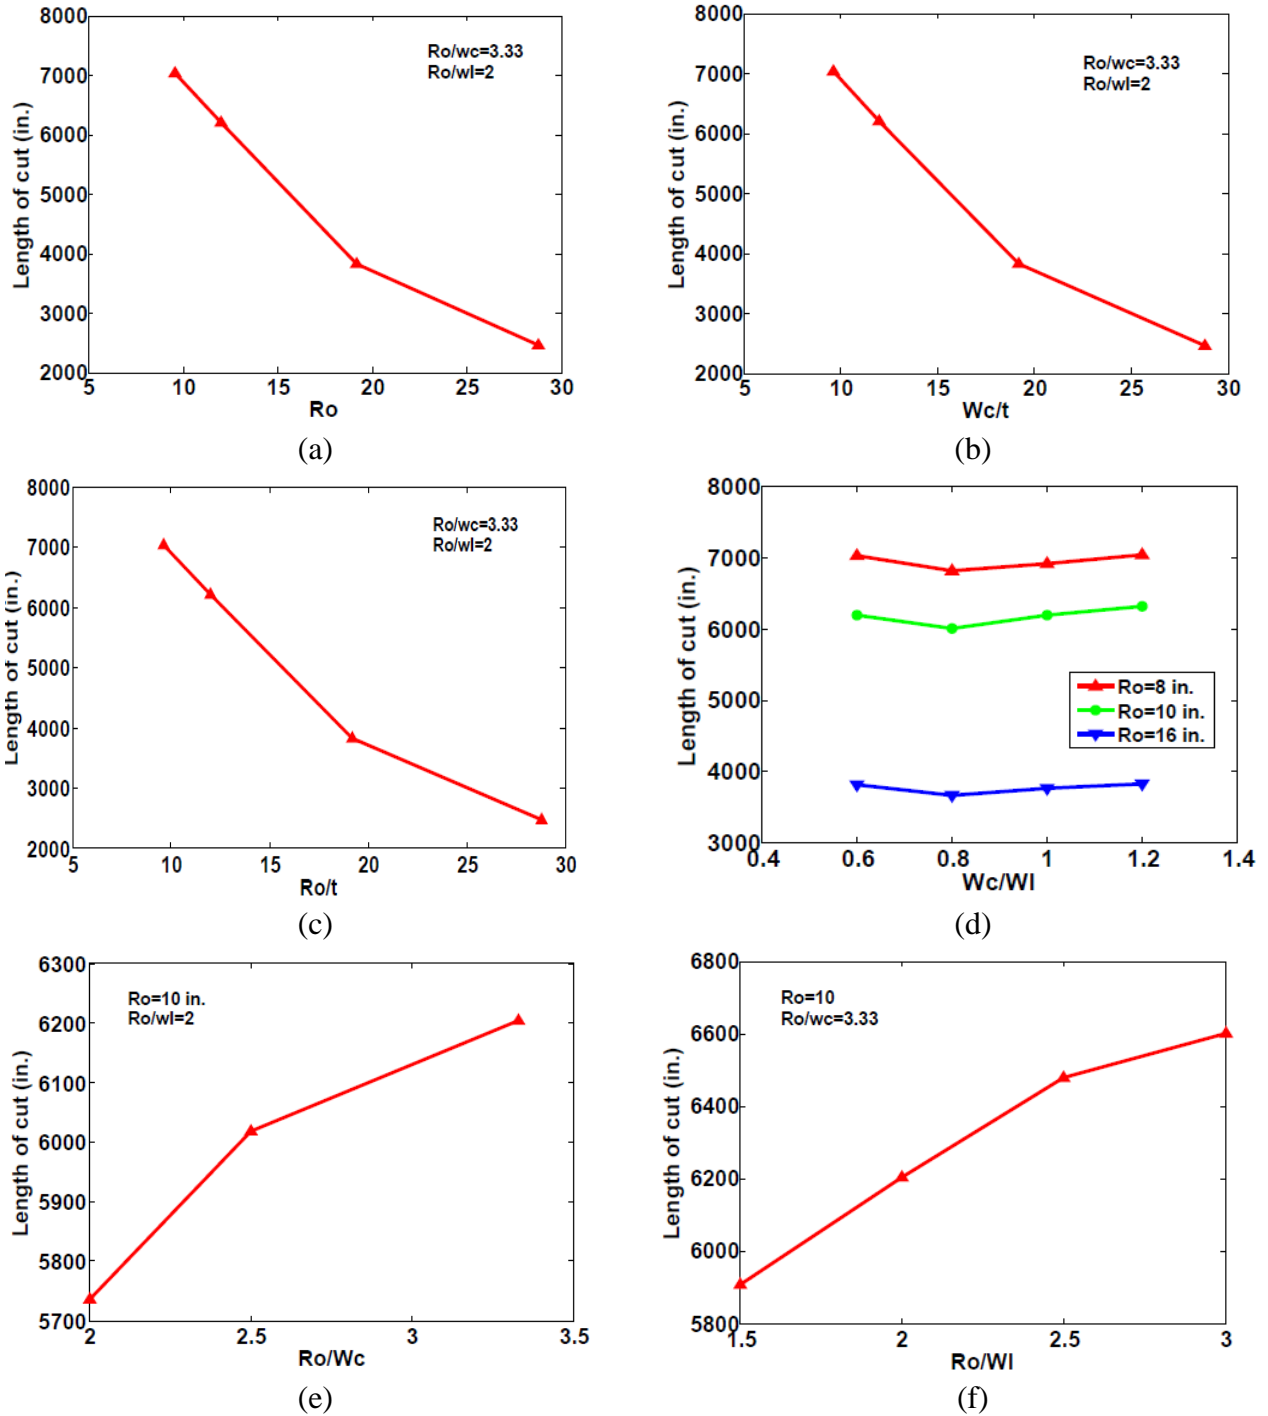 8000
7000
6000
5000
4000
3000
2000
5 10 15 20 25 30
Length of cut (in.)
Ro
Ro/wc=3.33
Ro/wl=2
(a)
8000
7000
6000
5000
4000
3000
2000
5 10 15 20 25 30
Length of cut (in.)
Wc/t
Ro/wc=3.33
Ro/wl=2
(b)
8000
7000
6000
5000
4000
3000
2000
5 10 15 20 25 30
Length of cut (in.)
Ro/t
Ro/wc=3.33
Ro/wl=2
(c)
8000
7000
6000
5000
4000
3000
0.4 0.6 0.8 1 1.2 1.4
Length of cut (in.)
Wc/Wl
Ro=8 in.
Ro=10 in.
Ro=16 in.
(d)
6300
6200
6100
6000
5900
5800
5700
2 2.5 3 3.5
Length of cut (in.)
Ro/Wc
Ro=10 in.
Ro/wl=2
(e)
6800
6600
6400
6200
6000
5800
1.5 2 2.5 3
Length of cut (in.)
Ro/Wl
Ro=10
Ro/wc=3.33
(f)